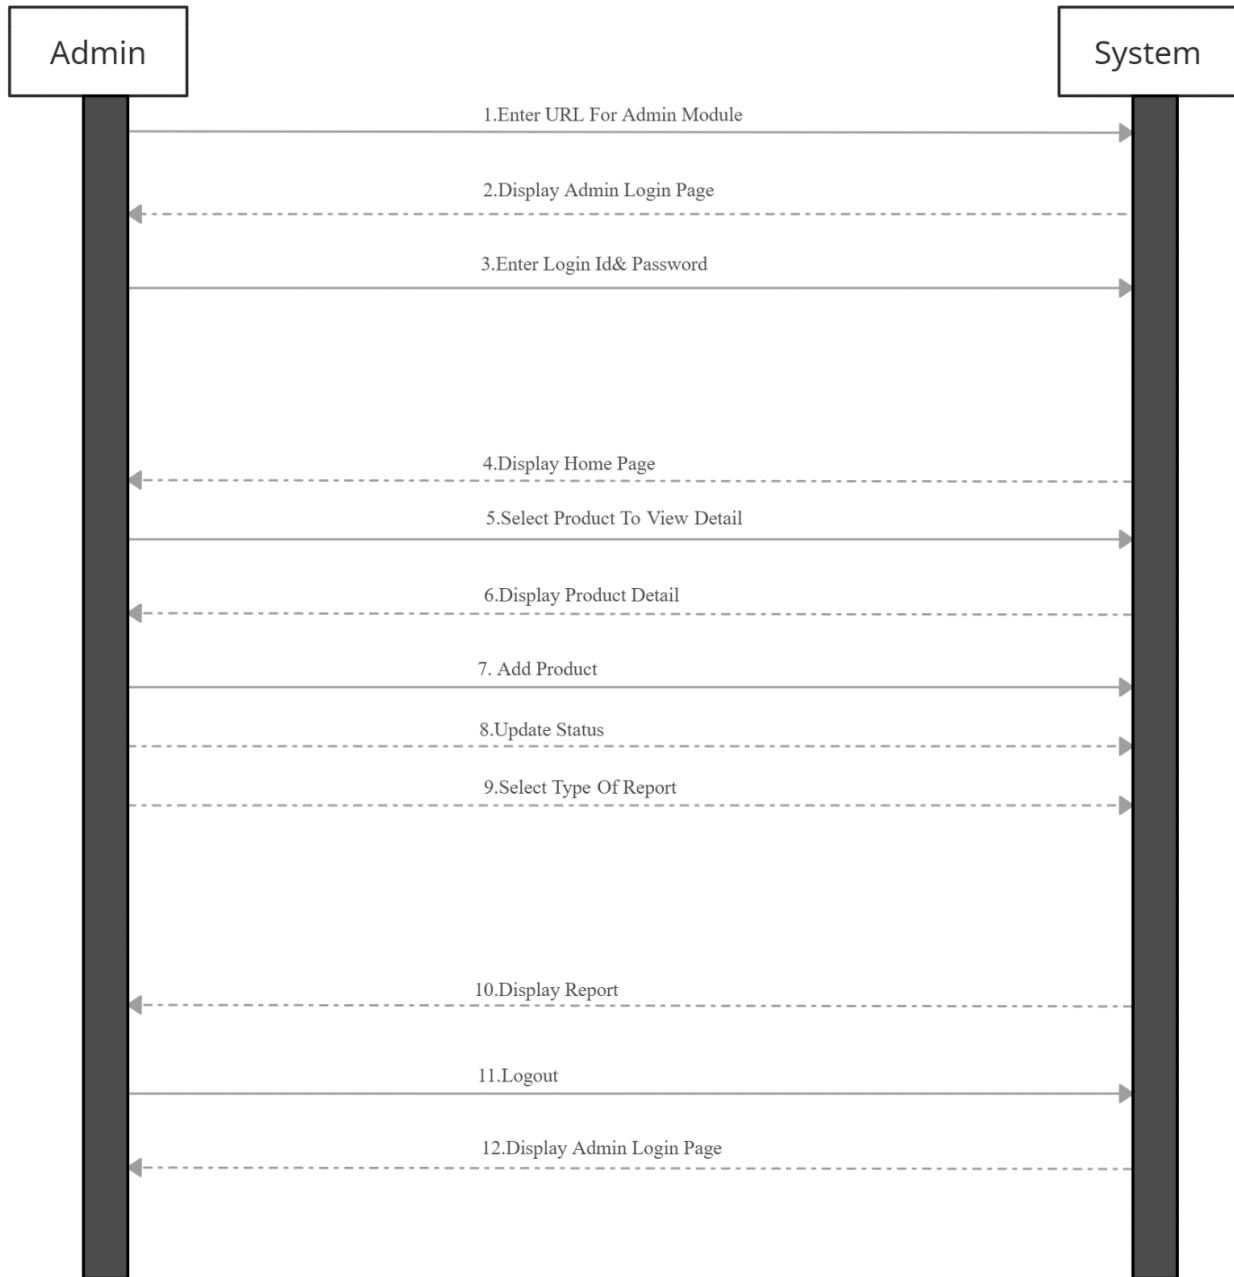 Admin
System
1.Enter URL For Admin Module
2.Display Admin Login Page
3.Enter Login Id& Password
4.Display Home Page
5.Select Product To View Detail
6.Display Product Detail
7. Add Product
8.Update Status
9.Select Type Of Report
10.Display Report
11.Logout
12.Display Admin Login Page